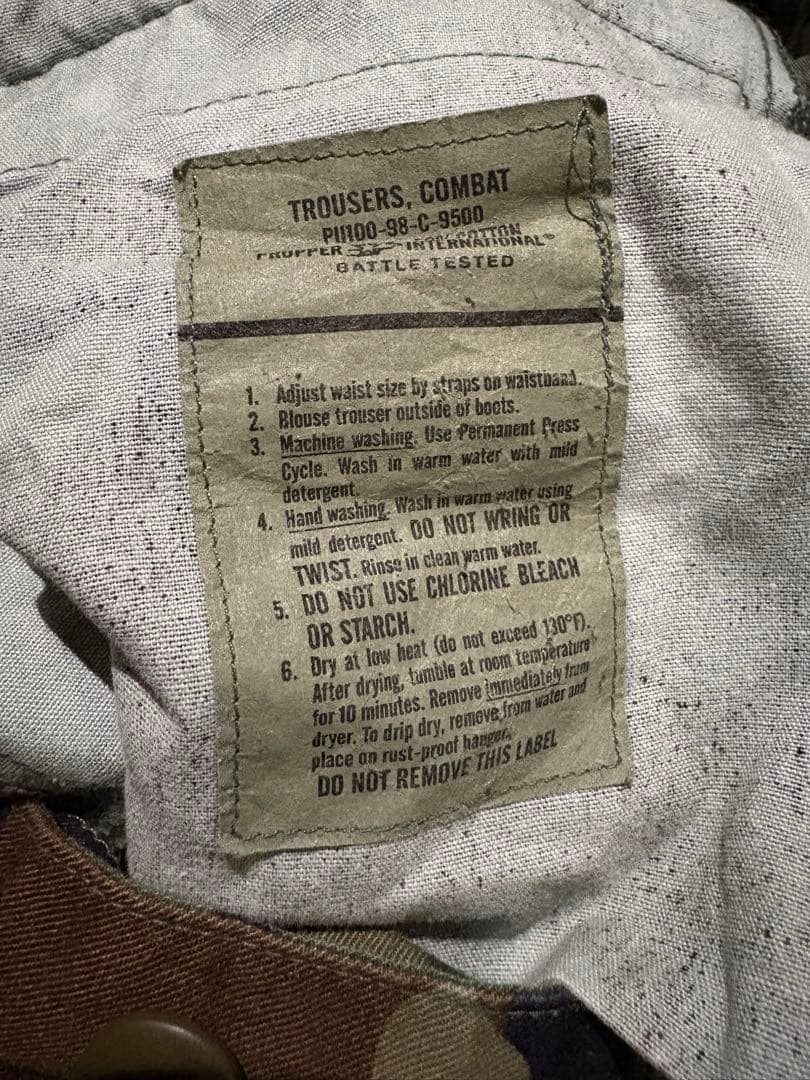 TROUSERS, COMBAT
PII100-98-C-9500
PROPPER INTERNATIONAL®
BATTLE TESTED
1. Adjust waist size by straps on waistband.
2. Blouse trouser outside of boots.
3. Machine washing. Use Permanent Press
Cycle. Wash in warm water with mild
detergent.
4. Hand washing. Wash in warm water using
mild detergent. DO NOT WRING OR
TWIST. Rinse in clean warm water.
5. DO NOT USE CHLORINE BLEACH
OR STARCH.
6. Dry at low heat (do not exceed 130°F).
After drying, tumble at room temperature
for 10 minutes. Remove immediately from
dryer. To drip dry, remove from water and
place on rust-proof hanger.
DO NOT REMOVE THIS LABEL